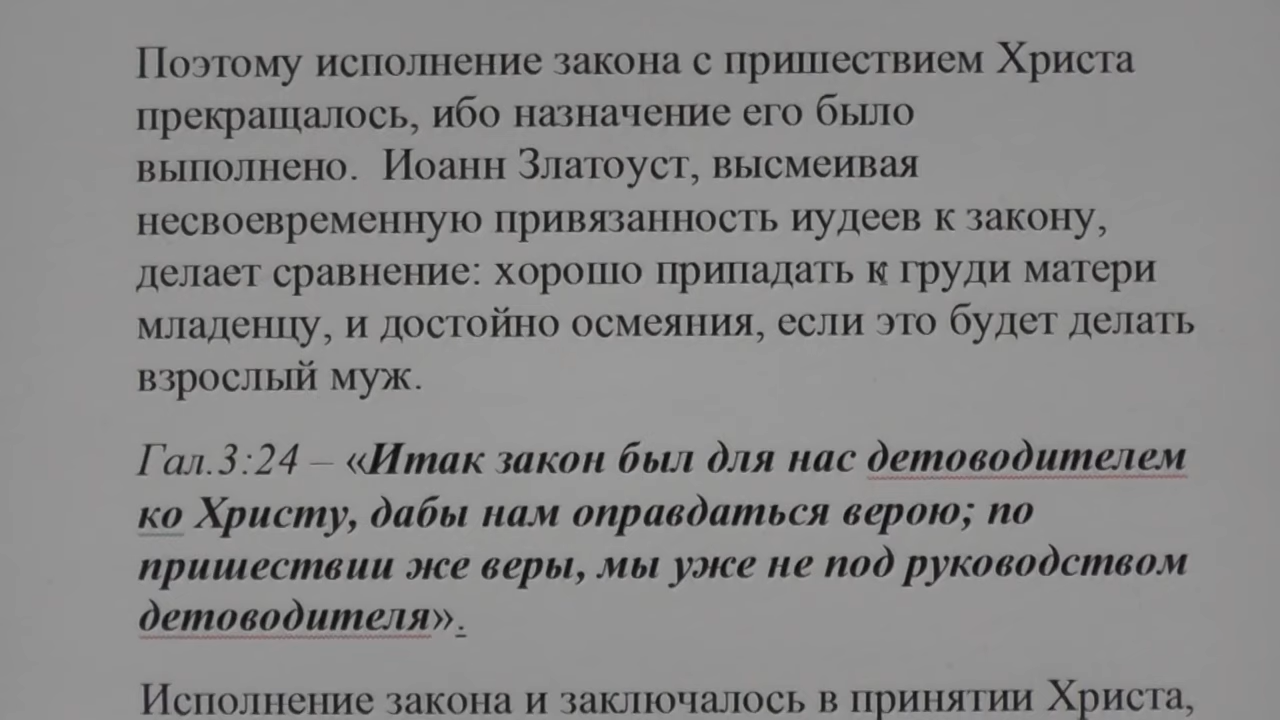 Поэтому исполнение закона с пришествием Христа
прекращалось, ибо назначение его было
выполнено.  Иоанн Златоуст, высмеивая
несвоевременную привязанность иудеев к закону,
делает сравнение: хорошо припадать к груди матери
младенцу, и достойно осмеяния, если это будет делать
взрослый муж.
Гал.3:24 – «Итак закон был для нас детоводителем
ко Христу, дабы нам оправдаться верою; по
пришествии же веры, мы уже не под руководством
детоводителя».
Исполнение закона и заключалось в принятии Христа,